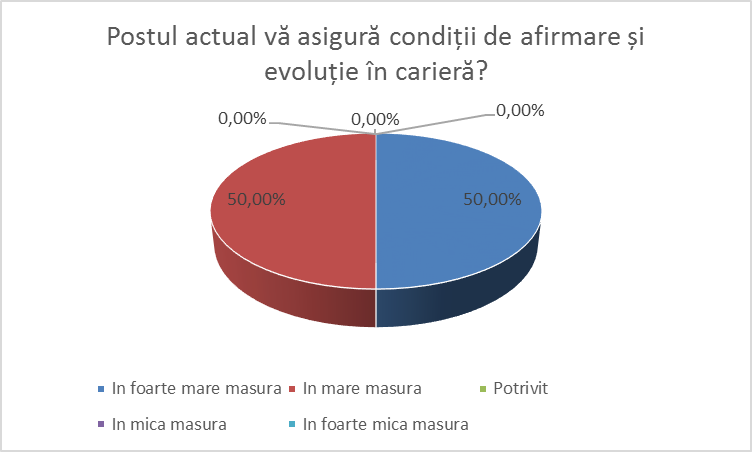 Postul actual vă asigură condiții de afirmare și
evoluție în carieră?
0,00%
0,00%
0,00%
50,00%
50,00%
In foarte mare masura
In mare masura
Potrivit
In mica masura
In foarte mica masura